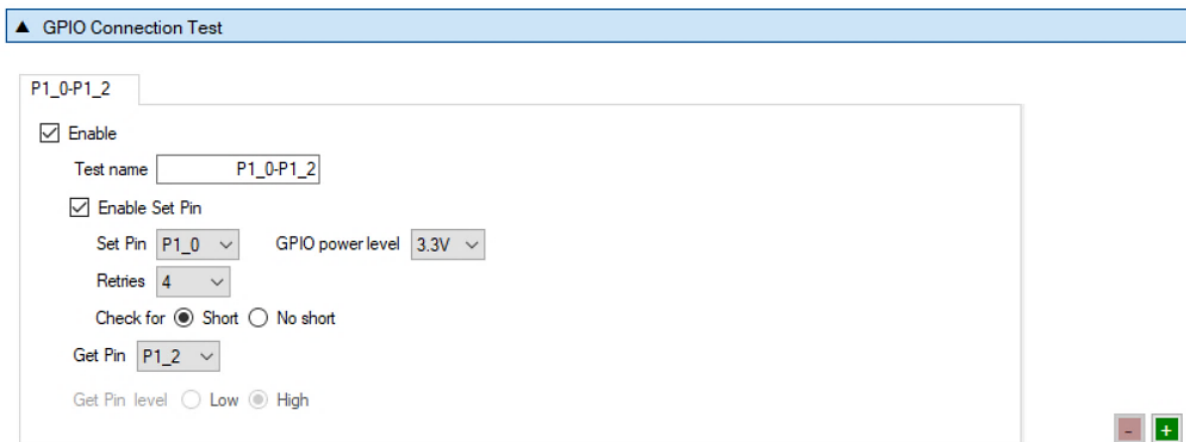 ▲ GPIO Connection Test
P1_0-P1_2
Enable
Test name P1_0-P1_2
Enable Set Pin
Set Pin P1_0 GPIO power level 3.3V
Retries 4
Check for Short No short
Get Pin P1_2
Get Pin level Low High
- +